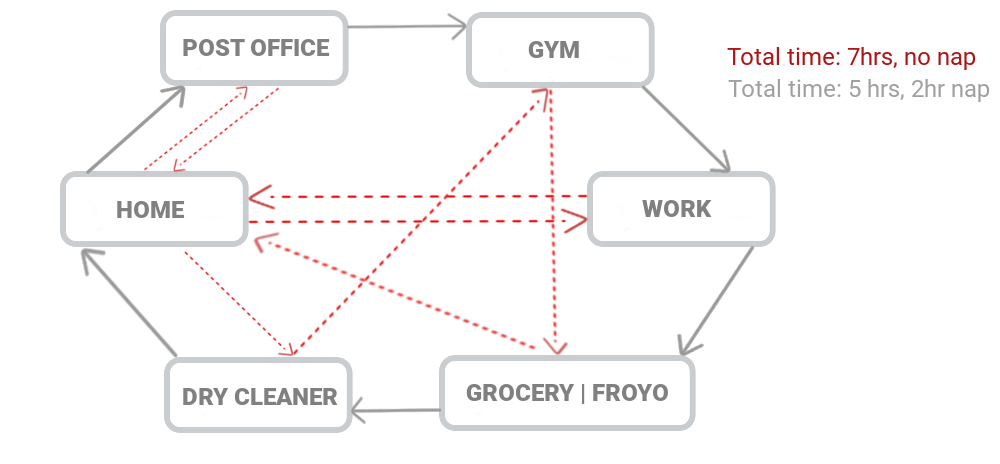 POST OFFICE
GYM
Total time: 7hrs, no nap
Total time: 5 hrs, 2hr nap
HOME
WORK
DRY CLEANER
GROCERY | FROYO